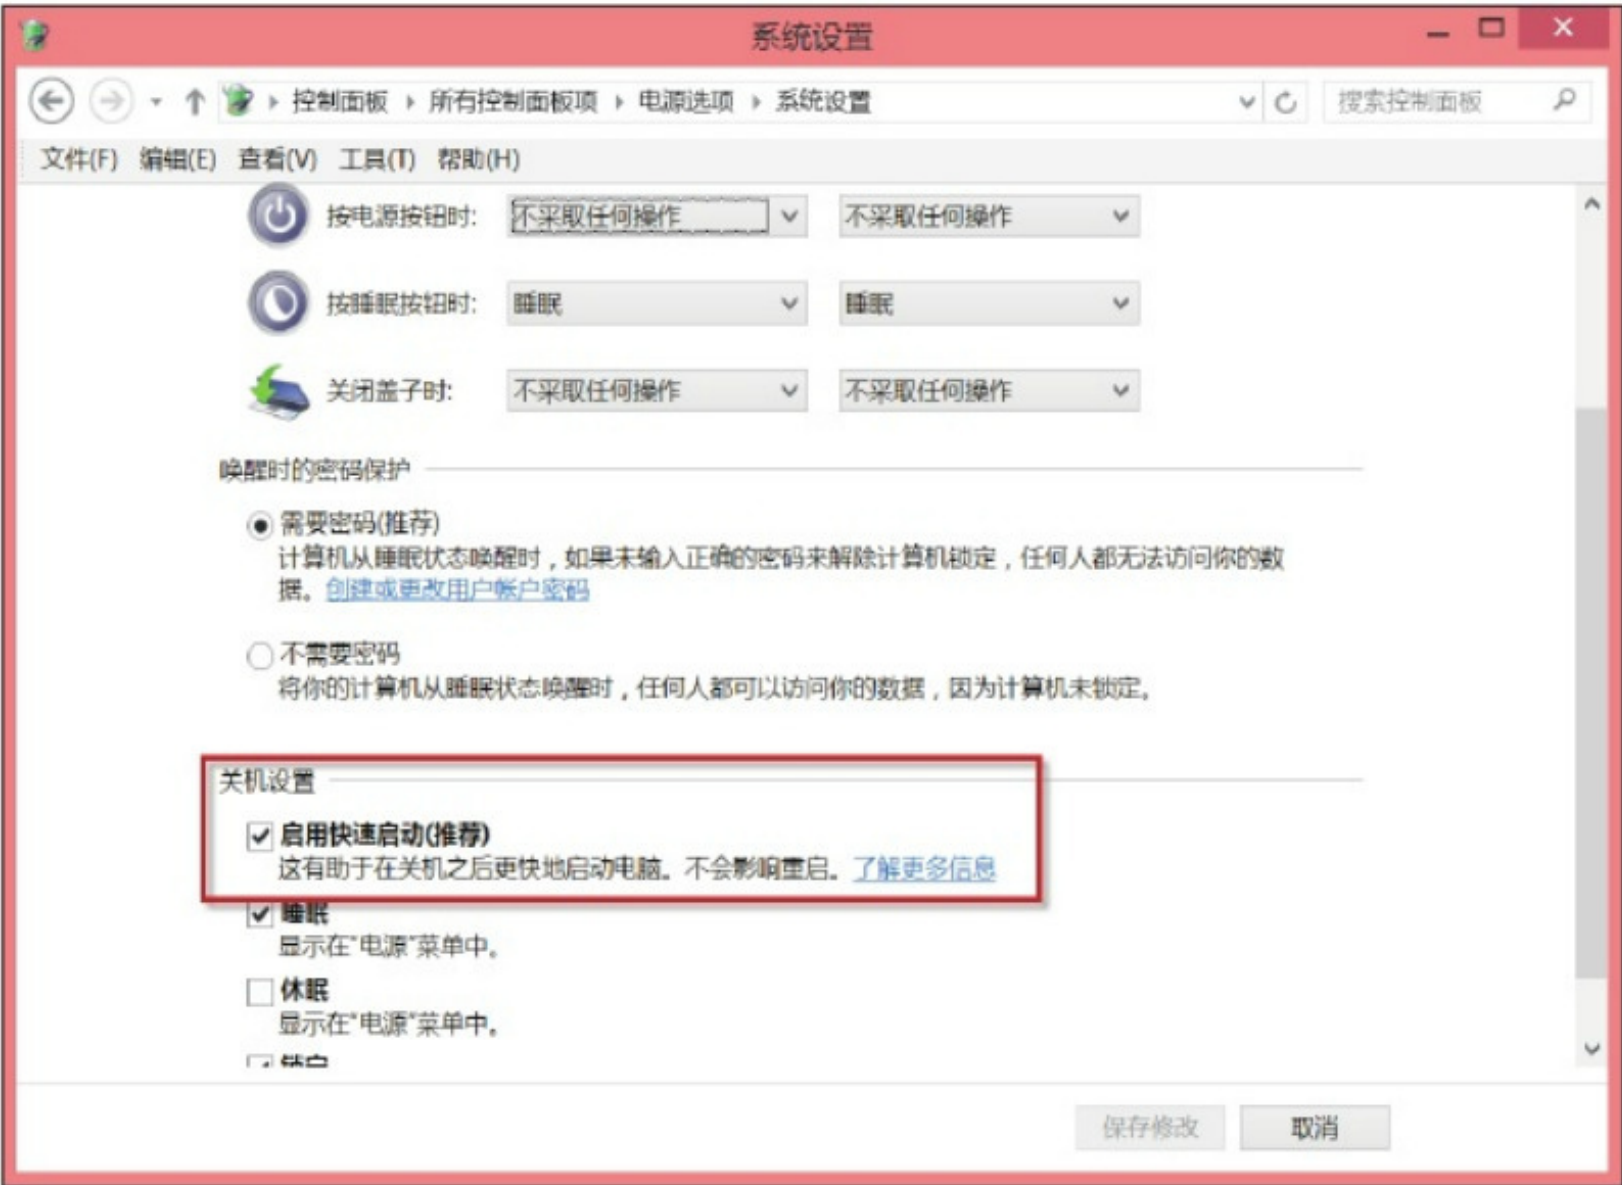 系统设置
控制面板 所有控制面板项 电源选项 系统设置 搜索控制面板
文件(F) 编辑(E) 查看(V) 工具(T) 帮助(H)
按电源按钮时: 不采取任何操作 不采取任何操作
按睡眠按钮时: 睡眠 睡眠
关闭盖子时: 不采取任何操作 不采取任何操作
唤醒时的密码保护
需要密码(推荐)
计算机从睡眠状态唤醒时，如果未输入正确的密码来解除计算机锁定，任何人都无法访问你的数
据。创建或更改用户帐户密码
不需要密码
将你的计算机从睡眠状态唤醒时，任何人都可以访问你的数据，因为计算机未锁定。
关机设置
启用快速启动(推荐)
这有助于在关机之后更快地启动电脑。不会影响重启。了解更多信息
睡眠
显示在"电源"菜单中。
休眠
显示在"电源"菜单中。
锁定
保存修改 取消